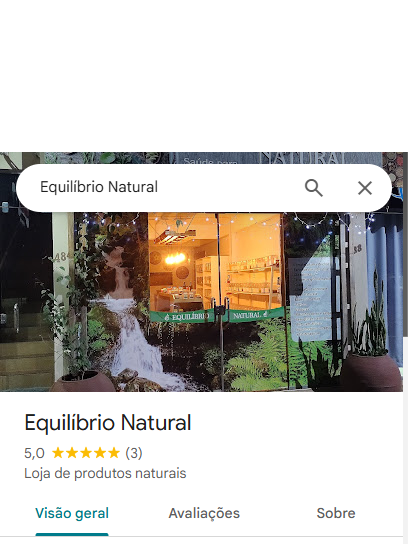 Saúde para
NATURAL
Equilíbrio Natural
48
38
EQUILÍBRIO NATURAL
Equilíbrio Natural
5,0 ★★★★★ (3)
Loja de produtos naturais
Visão geral Avaliações Sobre